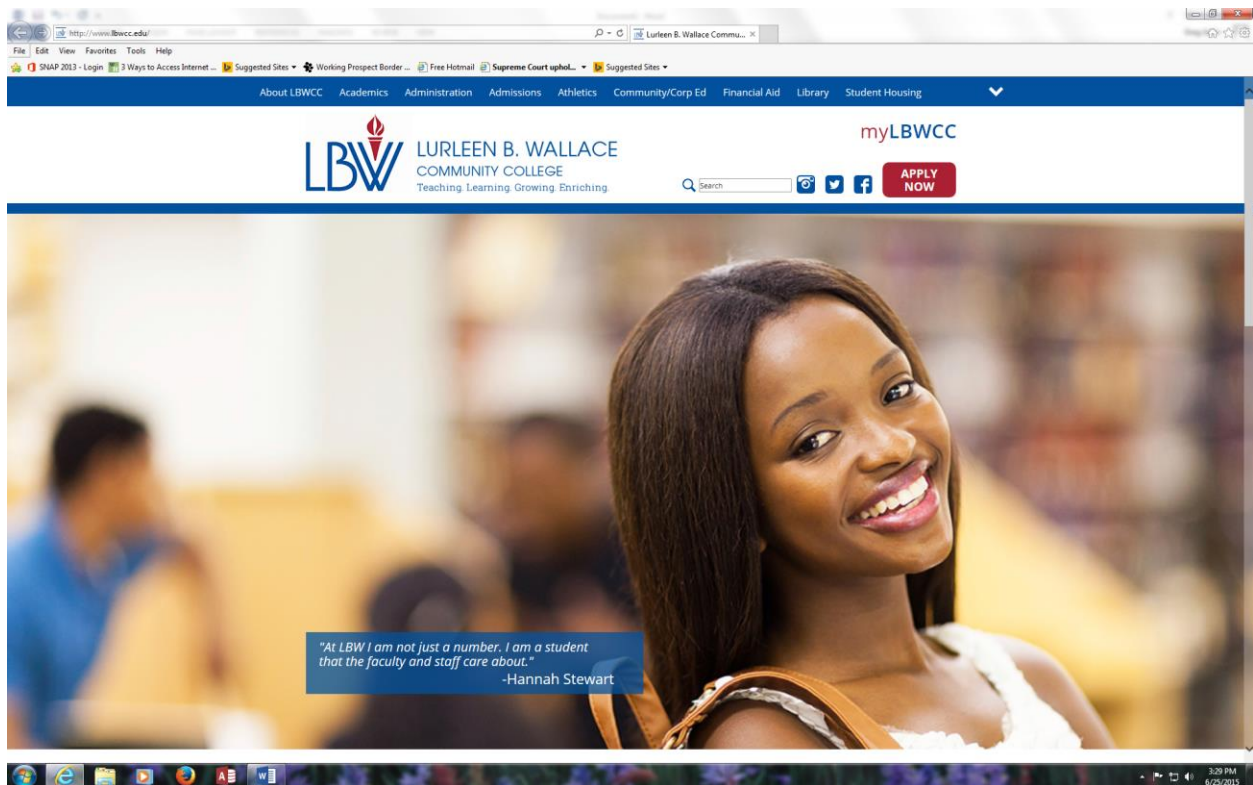 http://www.lbwcc.edu/
Lurleen B. Wallace Commu...
File Edit View Favorites Tools Help
SNAP 2013 - Login 3 Ways to Access Internet ... Suggested Sites Working Prospect Border ... Free Hotmail Supreme Court uphol... Suggested Sites
About LBWCC Academics Administration Admissions Athletics Community/Corp Ed Financial Aid Library Student Housing
myLBWCC
LBW
LURLEEN B. WALLACE
COMMUNITY COLLEGE
Teaching. Learning. Growing. Enriching.
Search
APPLY
NOW
"At LBW I am not just a number. I am a student
that the faculty and staff care about."
-Hannah Stewart
3:29 PM
6/25/2015